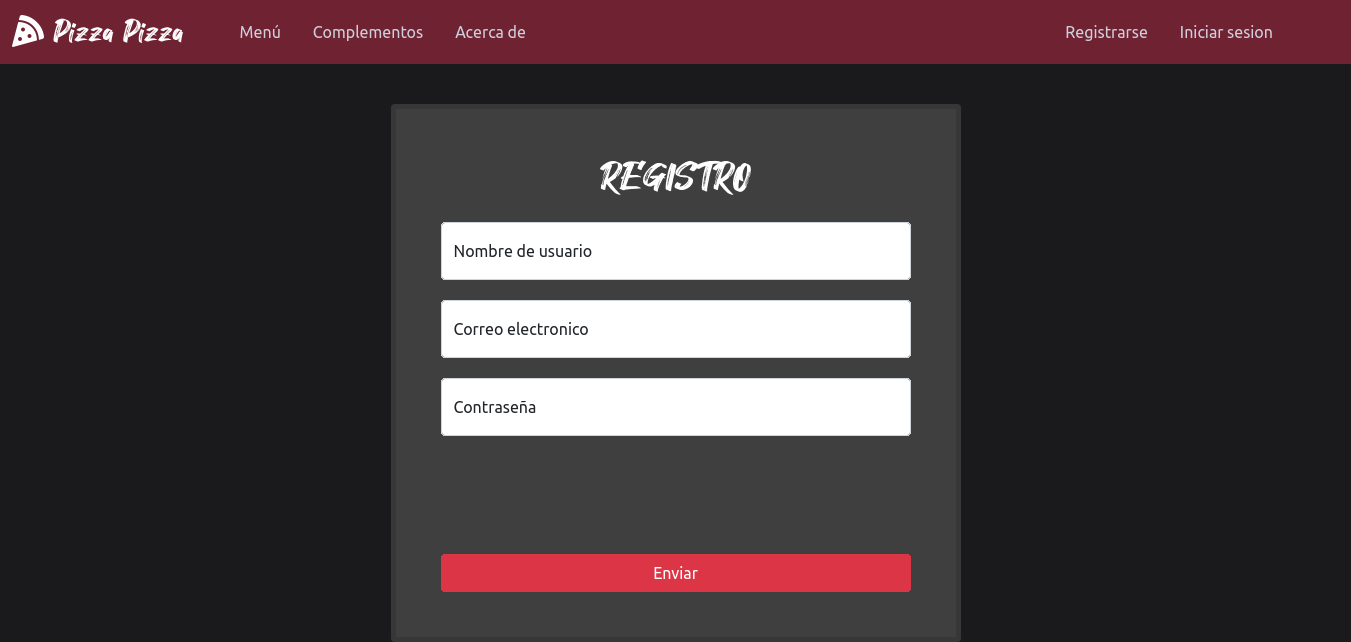 Pizza Pizza Menú Complementos Acerca de Registrarse Iniciar sesion
REGISTRO
Nombre de usuario
Correo electronico
Contraseña
Enviar